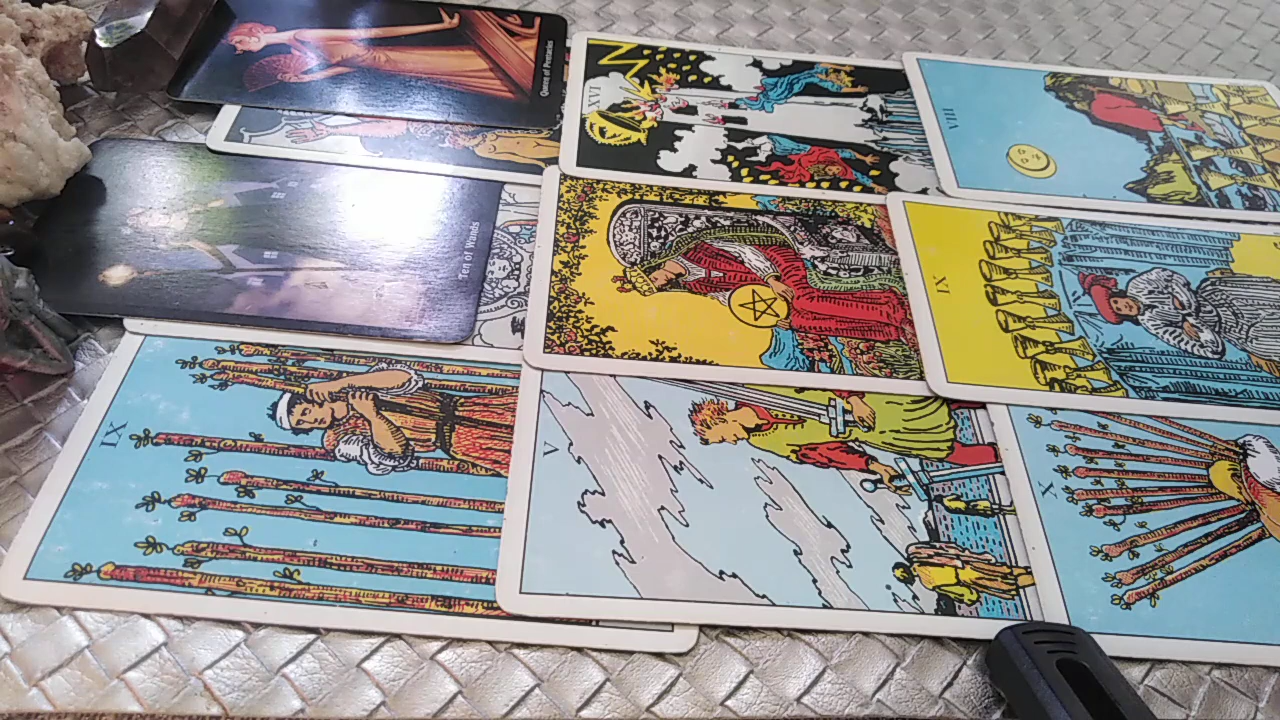 Queen of Pentacles
XVI
VIII
Ten of Wands
IX
IX
V
X